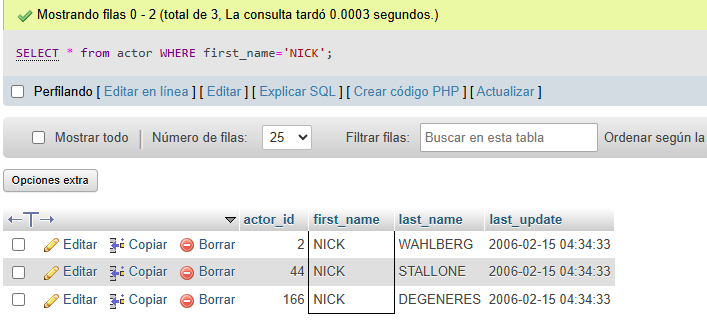 Mostrando filas 0 - 2 (total de 3, La consulta tardó 0.0003 segundos.)
SELECT * from actor WHERE first_name='NICK';
Perfilando [ Editar en línea ] [ Editar ] [ Explicar SQL ] [ Crear código PHP ] [ Actualizar ]
Mostrar todo Número de filas: 25 Filtrar filas: Buscar en esta tabla Ordenar según la
Opciones extra
←T→ actor_id first_name last_name last_update
Editar Copiar Borrar 2 NICK WAHLBERG 2006-02-15 04:34:33
Editar Copiar Borrar 44 NICK STALLONE 2006-02-15 04:34:33
Editar Copiar Borrar 166 NICK DEGENERES 2006-02-15 04:34:33